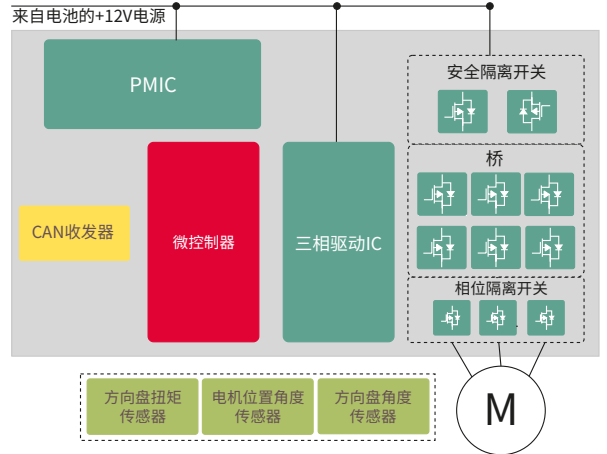 来自电池的+12V电源
PMIC
安全隔离开关
桥
CAN收发器
微控制器
三相驱动IC
相位隔离开关
方向盘扭矩
传感器
电机位置角度
传感器
方向盘角度
传感器
M